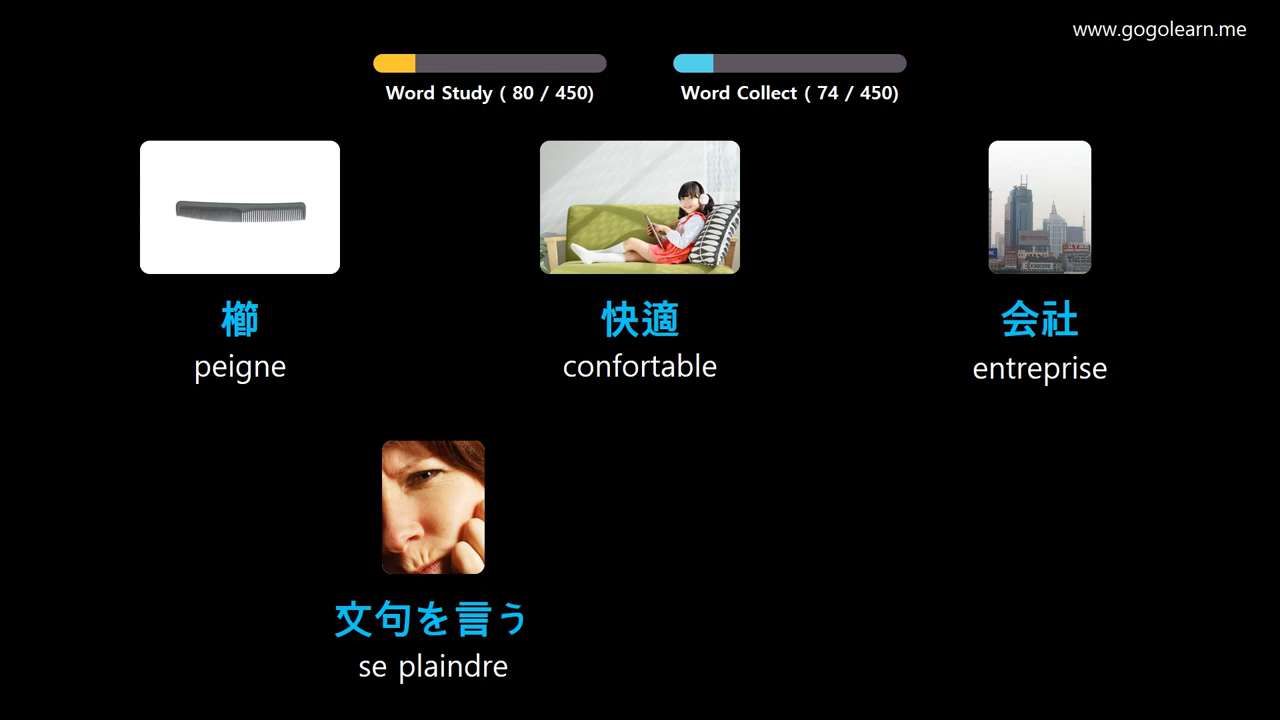 www.gogolearn.me
Word Study ( 80 / 450)
Word Collect ( 74 / 450)
櫛
peigne
快適
confortable
会社
entreprise
文句を言う
se plaindre